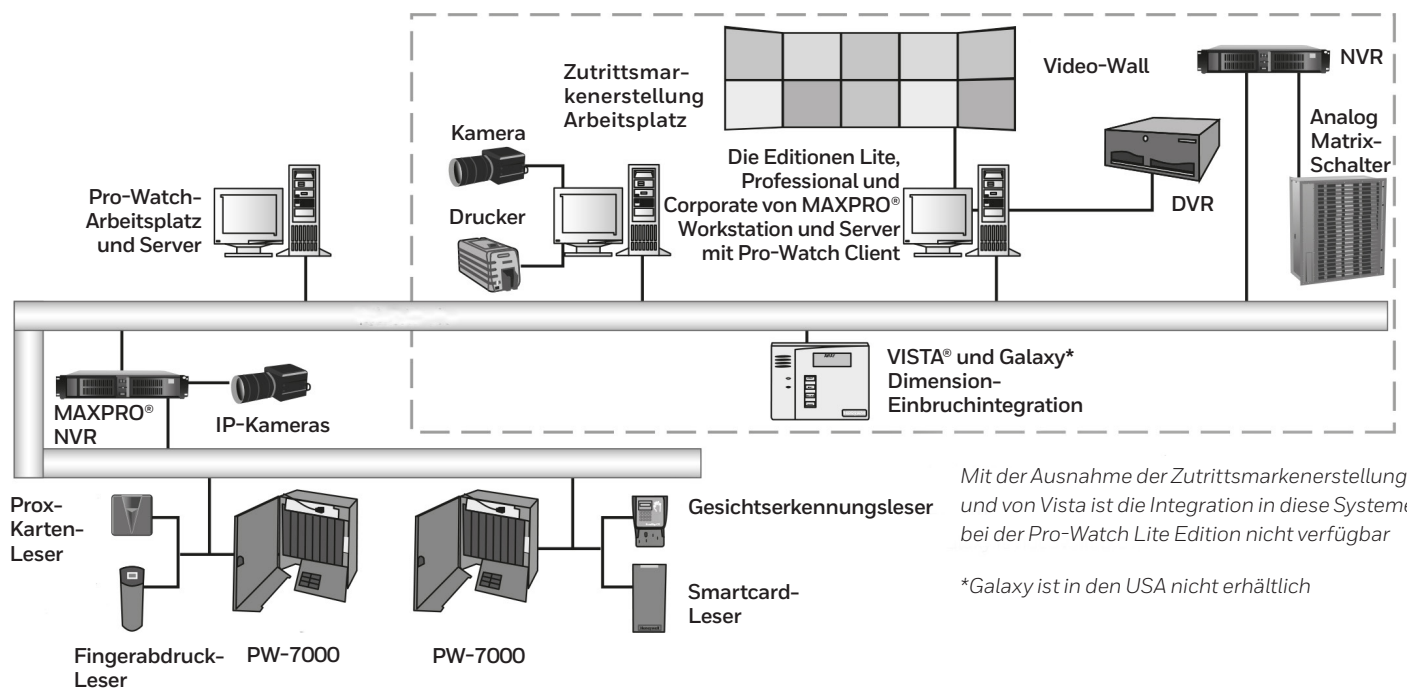 Zutrittsmar-
kenerstellung
Arbeitsplatz
Video-Wall
NVR
Kamera
Analog
Matrix-
Schalter
Die Editionen Lite,
Professional und
Corporate von MAXPRO®
Workstation und Server
mit Pro-Watch Client
Pro-Watch-
Arbeitsplatz
und Server
Drucker
DVR
VISTA® und Galaxy*
Dimension-
Einbruchintegration
MAXPRO®
NVR
IP-Kameras
Prox-
Karten-
Leser
Gesichtserkennungsleser
Smartcard-
Leser
Fingerabdruck-
Leser
PW-7000
PW-7000
Mit der Ausnahme der Zutrittsmarkenerstellung
und von Vista ist die Integration in diese Systeme
bei der Pro-Watch Lite Edition nicht verfügbar
*Galaxy ist in den USA nicht erhältlich